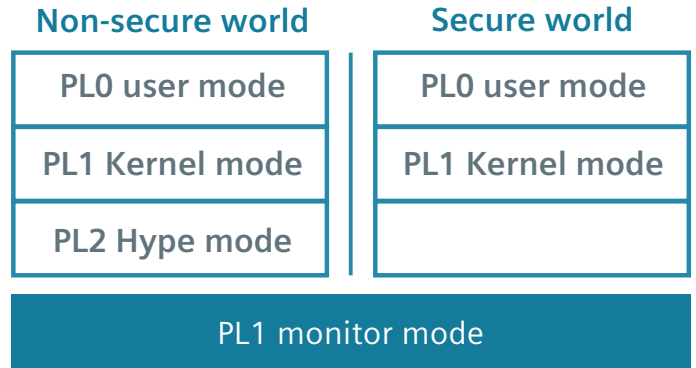 Non-secure world
Secure world
PL0 user mode
PL0 user mode
PL1 Kernel mode
PL1 Kernel mode
PL2 Hype mode
PL1 monitor mode